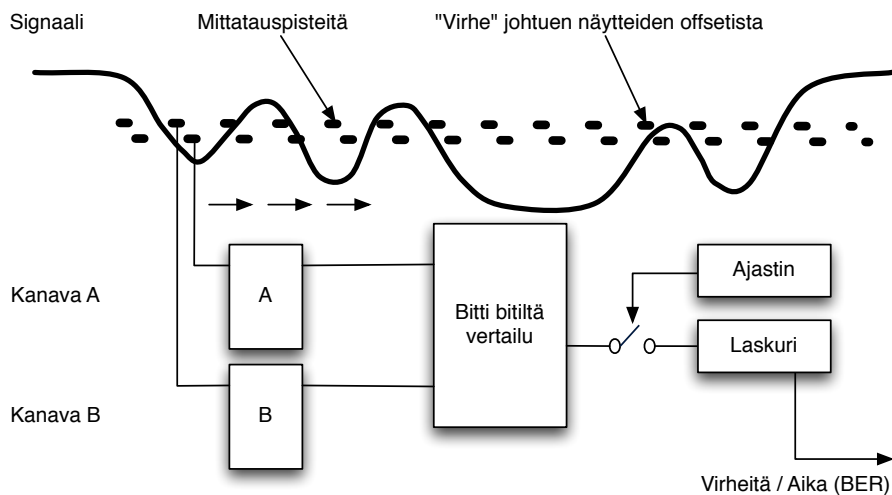 Signaali
Mittatauspisteitä
"Virhe" johtuen näytteiden offsetista
Kanava A
A
Bitti bitiltä
vertailu
Ajastin
Laskuri
Kanava B
B
Virheitä / Aika (BER)